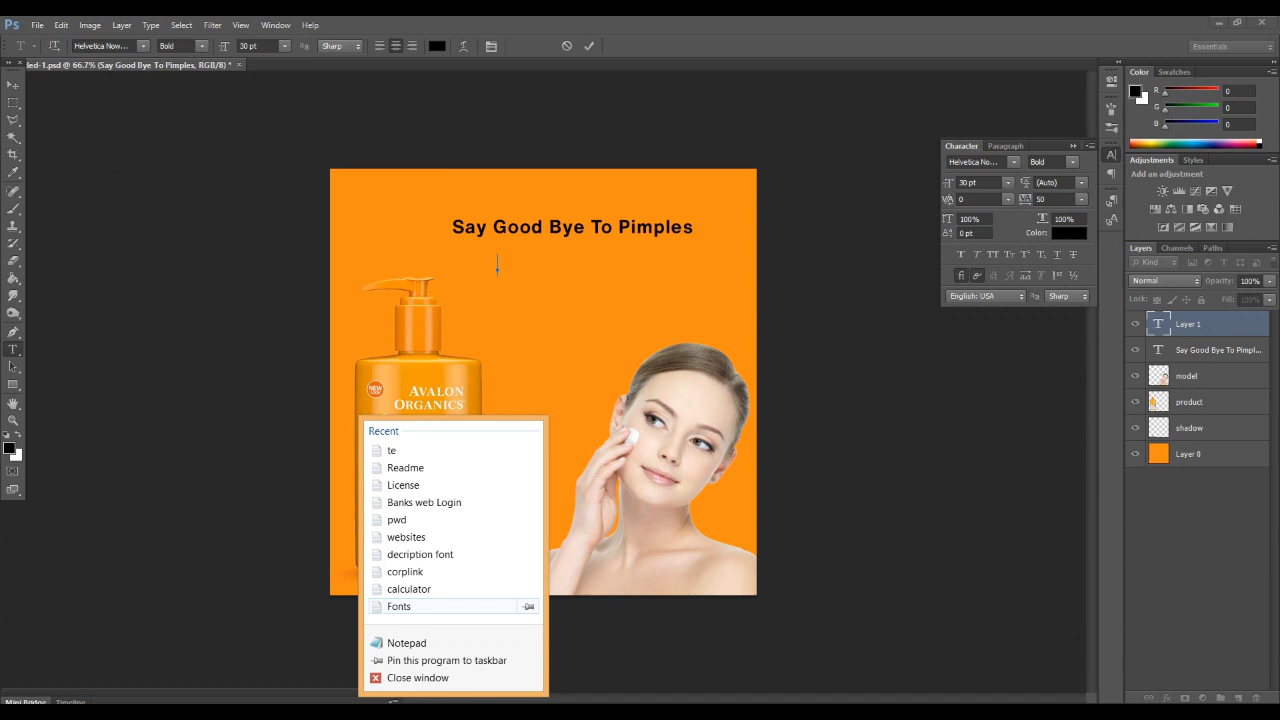 Ps File Edit Image Layer Type Select Filter View Window Help
Helvetica Now... Bold 30 pt Sharp Essentials
led-1.psd @ 66.7% (Say Good Bye To Pimples, RGB/8) *
Color Swatches
R 0
G 0
B 0
Character Paragraph
Helvetica No... Bold
30 pt (Auto)
0 50
100% 100%
0 pt Color:
English: USA Sharp
Adjustments Styles
Add an adjustment
Layers Channels Paths
Kind
Normal Opacity: 100%
Lock: Fill: 100%
Layer 1
Say Good Bye To Pimpl...
model
product
shadow
Layer 0
Say Good Bye To Pimples
NEW
LOOK
AVALON
ORGANICS
Recent
te
Readme
License
Banks web Login
pwd
websites
decription font
corplink
calculator
Fonts
Notepad
Pin this program to taskbar
Close window
Mini Bridge Timeline